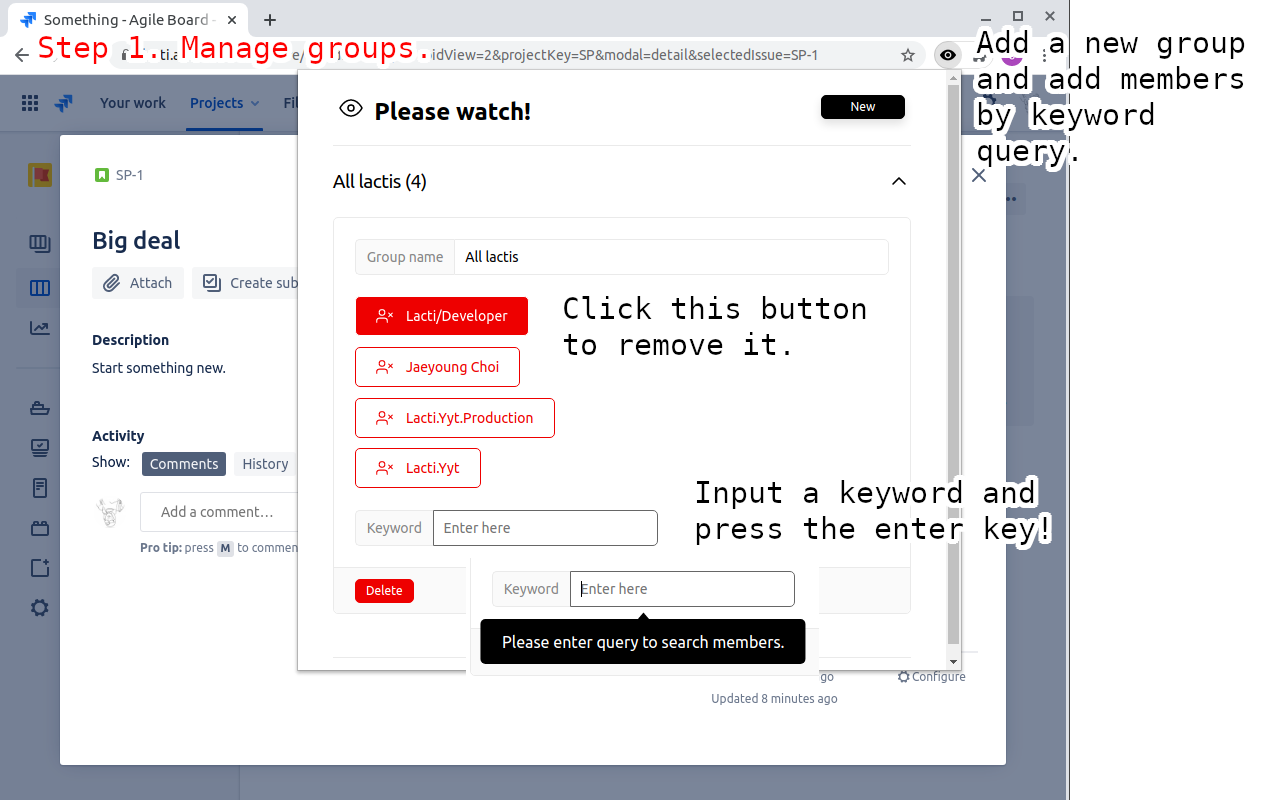 Something - Agile Board -
Step 1. Manage groups.
oidView=2&projectKey=SP&modal=detail&selectedIssue=SP-1
Add a new group
and add members
by keyword
query.
Your work
Projects
Please watch!
New
SP-1
All lactis (4)
Big deal
Group name
All lactis
Attach
Create sub
Lacti/Developer
Click this button
to remove it.
Description
Start something new.
Jaeyoung Choi
Lacti.Yyt.Production
Activity
Show:
Comments
History
Lacti.Yyt
Add a comment…
Keyword
Enter here
Input a keyword and
press the enter key!
Pro tip: press M to commen
Delete
Keyword
Enter here
Please enter query to search members.
go
Configure
Updated 8 minutes ago